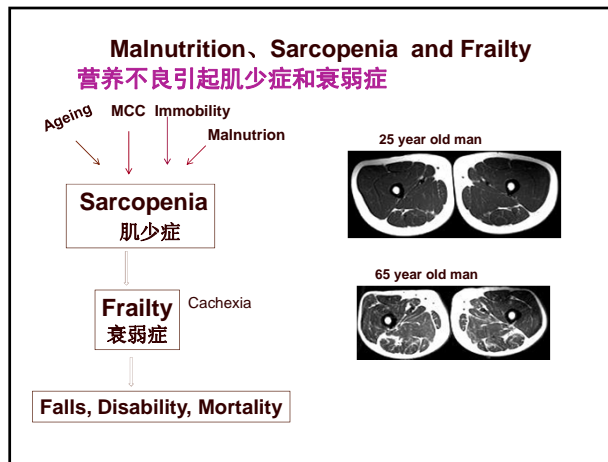 Malnutrition、Sarcopenia and Frailty
营养不良引起肌少症和衰弱症
Ageing
MCC
Immobility
Malnutrion
Sarcopenia
肌少症
Frailty
衰弱症
Cachexia
Falls, Disability, Mortality
25 year old man
65 year old man